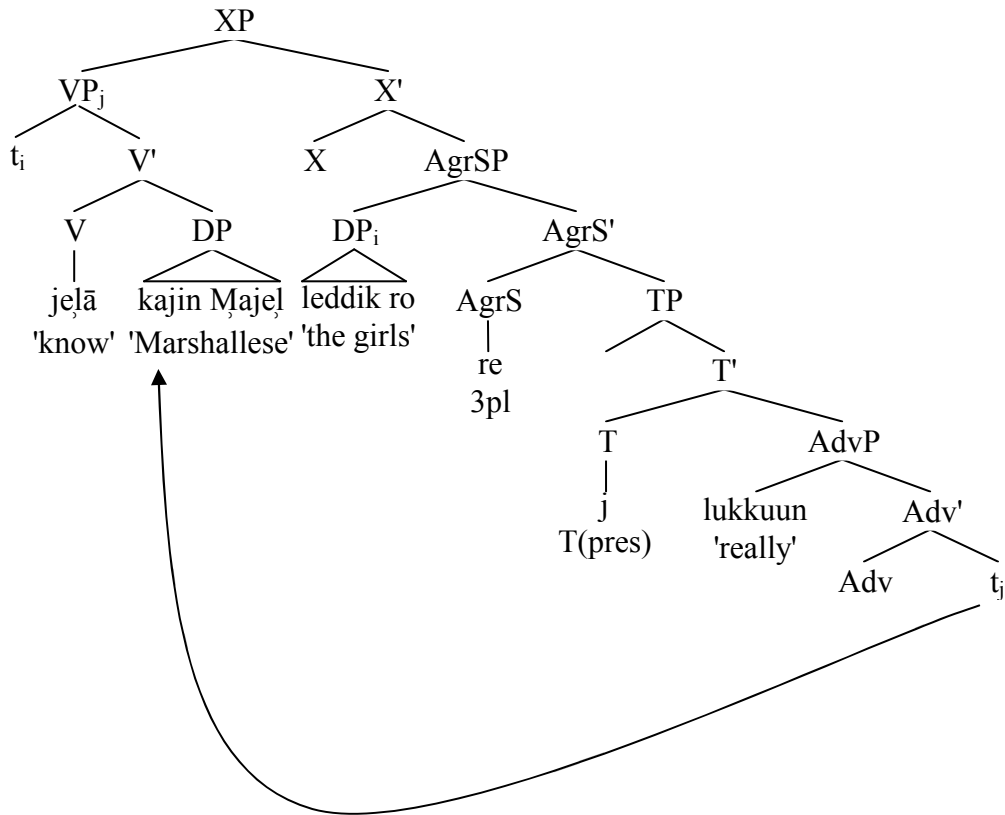 XP
VPj X'
ti V' X AgrSP
V DP DPi AgrS'
jeļā kajin M̧ajeļ leddik ro AgrS TP
'know' 'Marshallese' 'the girls'
re T'
3pl
T AdvP
j lukkuun Adv'
T(pres) 'really'
Adv tj